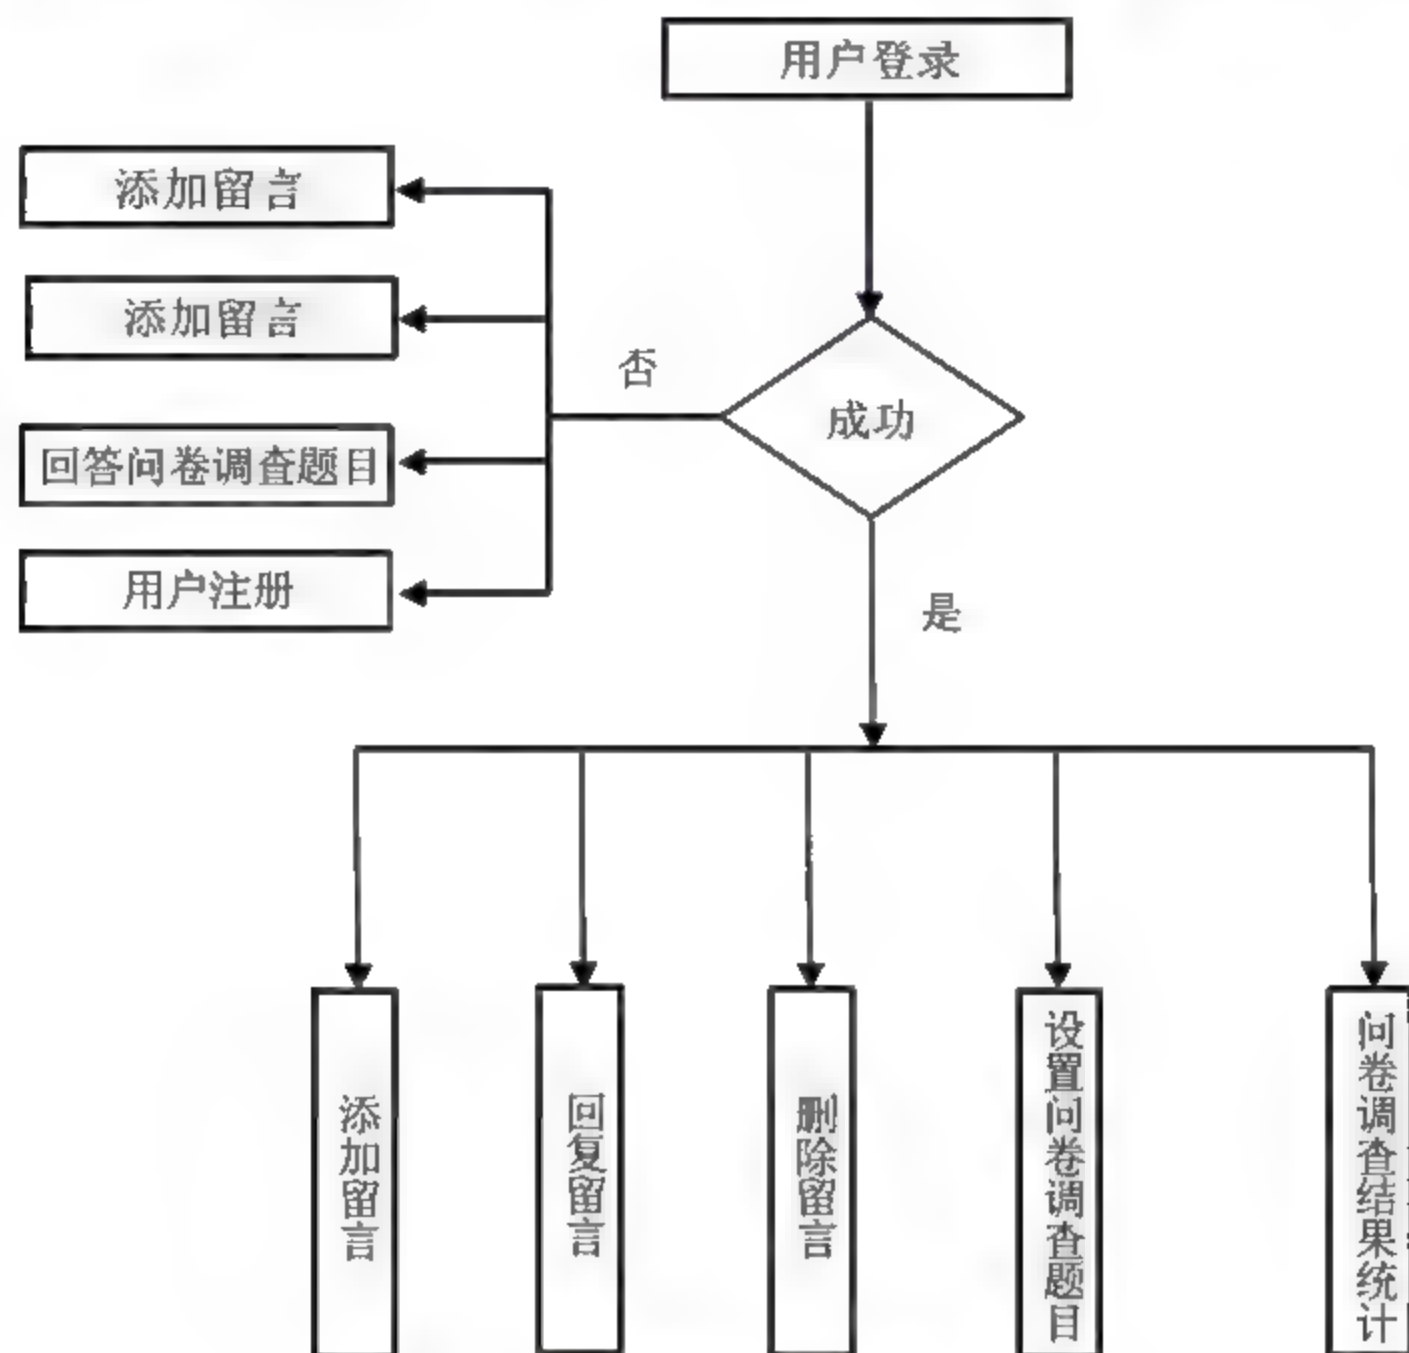 用户登录
添加留言
添加留言
否
成功
回答问卷调查题目
用户注册
是
添加留言
回复留言
删除留言
设置问卷调查题目
问卷调查结果统计